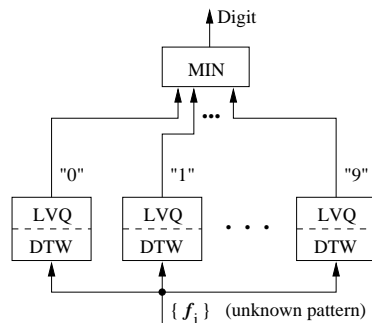 Digit
MIN
...
"0" "1" "9"
LVQ LVQ . . . LVQ
DTW DTW DTW
{ f_i } (unknown pattern)